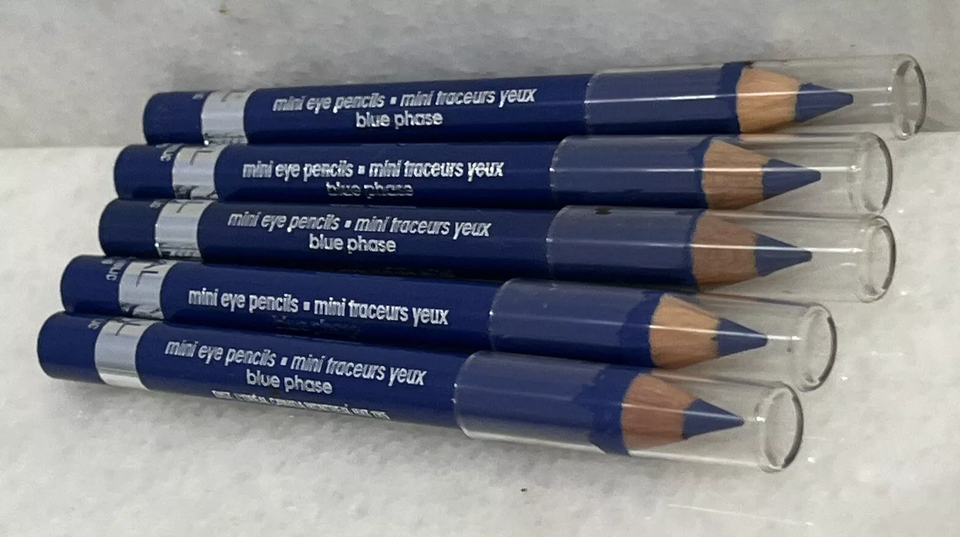 mini eye pencils ▪ mini traceurs yeux
blue phase
mini eye pencils ▪ mini traceurs yeux
blue phase
mini eye pencils ▪ mini traceurs yeux
blue phase
mini eye pencils ▪ mini traceurs yeux
mini eye pencils ▪ mini traceurs yeux
blue phase